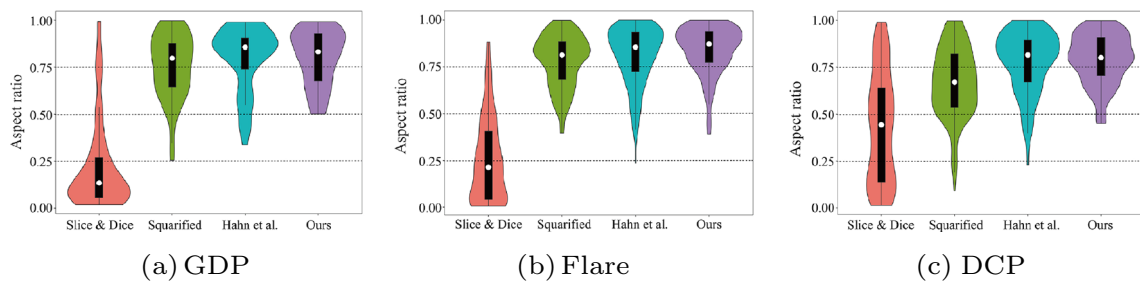 Aspect ratio
1.00
0.75
0.50
0.25
0.00
Slice & Dice Squarified Hahn et al. Ours
(a) GDP
Aspect ratio
1.00
0.75
0.50
0.25
0.00
Slice & Dice Squarified Hahn et al. Ours
(b) Flare
Aspect ratio
1.00
0.75
0.50
0.25
0.00
Slice & Dice Squarified Hahn et al. Ours
(c) DCP